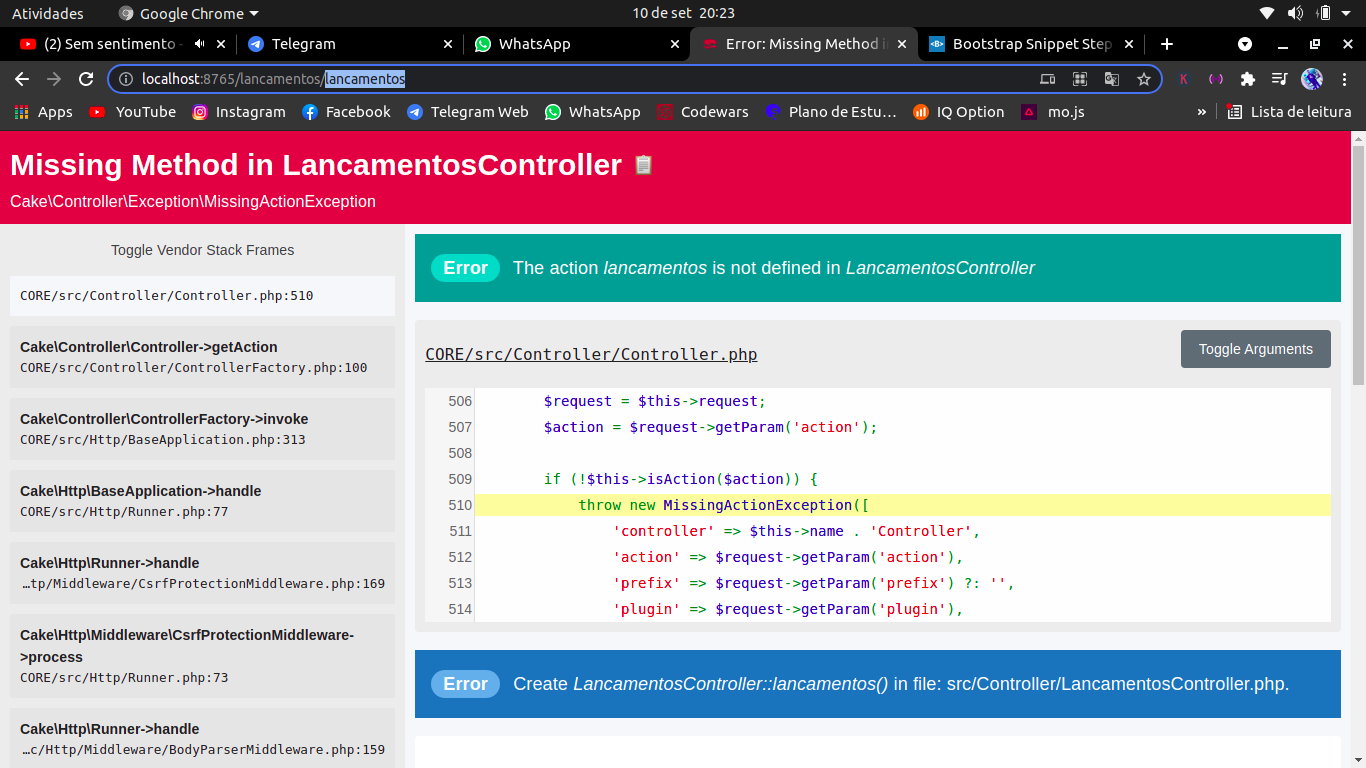 Atividades
Google Chrome
10 de set 20:23
(2) Sem sentimento -
Telegram
WhatsApp
Error: Missing Method i
Bootstrap Snippet Step
localhost:8765/lancamentos/lancamentos
Apps
YouTube
Instagram
Facebook
Telegram Web
WhatsApp
Codewars
Plano de Estu…
IQ Option
mo.js
»
Lista de leitura
Missing Method in LancamentosController
Cake\Controller\Exception\MissingActionException
Toggle Vendor Stack Frames
CORE/src/Controller/Controller.php:510
Cake\Controller\Controller->getAction
CORE/src/Controller/ControllerFactory.php:100
Cake\Controller\ControllerFactory->invoke
CORE/src/Http/BaseApplication.php:313
Cake\Http\BaseApplication->handle
CORE/src/Http/Runner.php:77
Cake\Http\Runner->handle
…tp/Middleware/CsrfProtectionMiddleware.php:169
Cake\Http\Middleware\CsrfProtectionMiddleware-
>process
CORE/src/Http/Runner.php:73
Cake\Http\Runner->handle
…c/Http/Middleware/BodyParserMiddleware.php:159
Error The action lancamentos is not defined in LancamentosController
CORE/src/Controller/Controller.php
Toggle Arguments
506 $request = $this->request;
507 $action = $request->getParam('action');
508
509 if (!$this->isAction($action)) {
510 throw new MissingActionException([
511 'controller' => $this->name . 'Controller',
512 'action' => $request->getParam('action'),
513 'prefix' => $request->getParam('prefix') ?: '',
514 'plugin' => $request->getParam('plugin'),
Error Create LancamentosController::lancamentos() in file: src/Controller/LancamentosController.php.